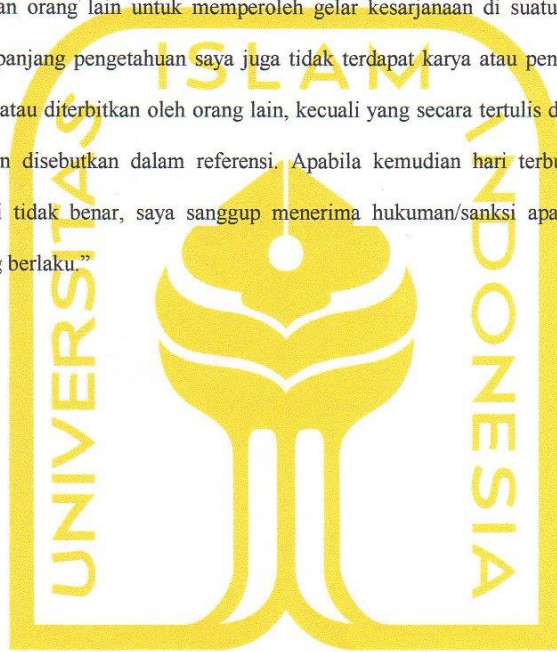 an orang lain untuk memperoleh gelar kesarjanaan di suatu
panjang pengetahuan saya juga tidak terdapat karya atau pen
atau diterbitkan oleh orang lain, kecuali yang secara tertulis d
n disebutkan dalam referensi. Apabila kemudian hari terbu
i tidak benar, saya sanggup menerima hukuman/sanksi apa
g berlaku.”
UNIVERSITAS
ISLAM
INDONESIA